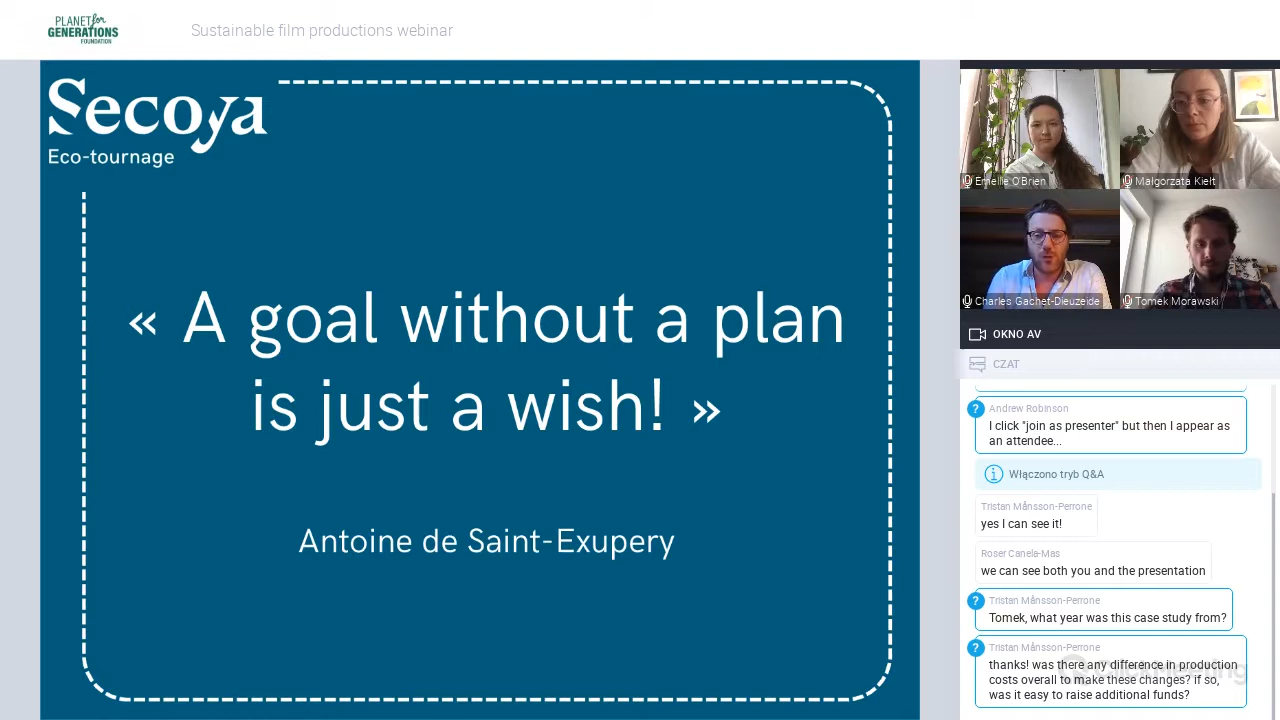 PLANET for
GENERATIONS
FOUNDATION
Sustainable film productions webinar
Secoya
Eco-tournage
« A goal without a plan
is just a wish! »
Antoine de Saint-Exupery
Emellie O'Brien
Małgorzata Kiełt
Charles Gachet-Dieuzeide
Tomek Morawski
OKNO AV
CZAT
Andrew Robinson
I click "join as presenter" but then I appear as
an attendee...
Włączono tryb Q&A
Tristan Månsson-Perrone
yes I can see it!
Roser Canela-Mas
we can see both you and the presentation
Tristan Månsson-Perrone
Tomek, what year was this case study from?
Tristan Månsson-Perrone
thanks! was there any difference in production
costs overall to make these changes? if so,
was it easy to raise additional funds?